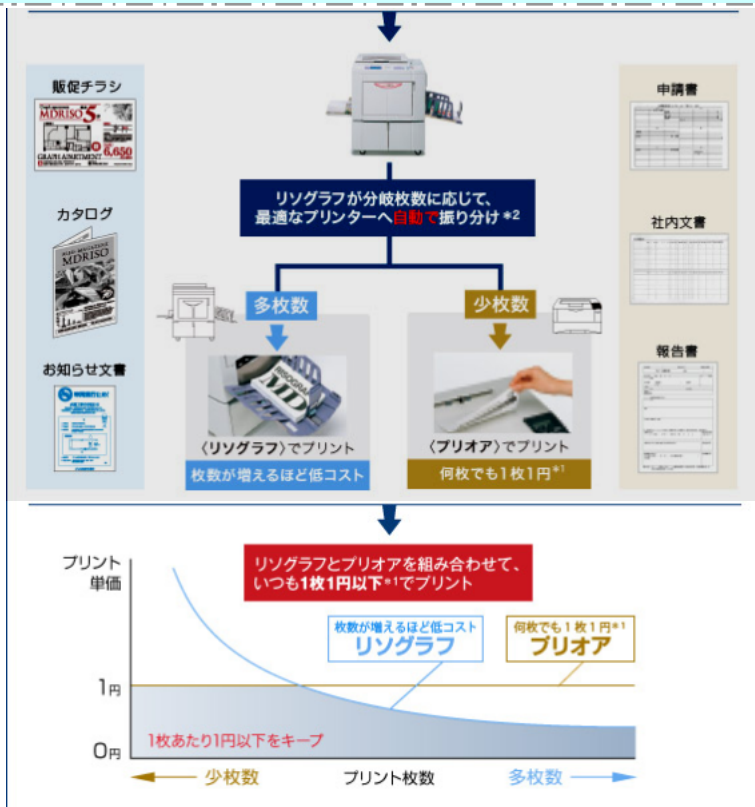 販促チラシ
MDRISO 5
GRAPH APARTMENT
6,650
カタログ
MDRISO
お知らせ文書
申請書
社内文書
報告書
リソグラフが分岐枚数に応じて、
最適なプリンターへ自動で振り分け*2
多枚数
少枚数
RISOGRAPH
MD
〈リソグラフ〉でプリント
枚数が増えるほど低コスト
〈プリオア〉でプリント
何枚でも1枚1円*1
リソグラフとプリオアを組み合わせて、
いつも1枚1円以下*1でプリント
プリント
単価
枚数が増えるほど低コスト
リソグラフ
何枚でも1枚1円*1
プリオア
1円
0円
1枚あたり1円以下をキープ
少枚数
プリント枚数
多枚数